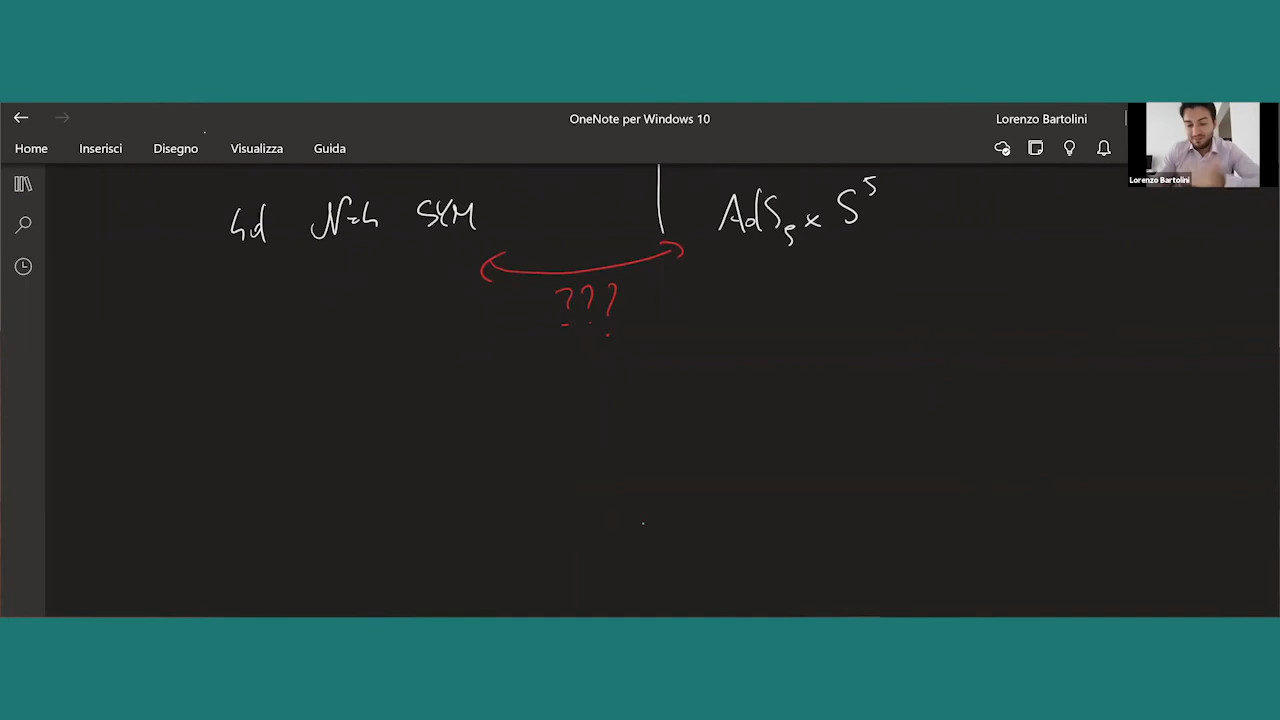 OneNote per Windows 10
Lorenzo Bartolini
Home Inserisci Disegno Visualizza Guida
Lorenzo Bartolini
4d N=4 SYM | AdS₅ × S⁵
???